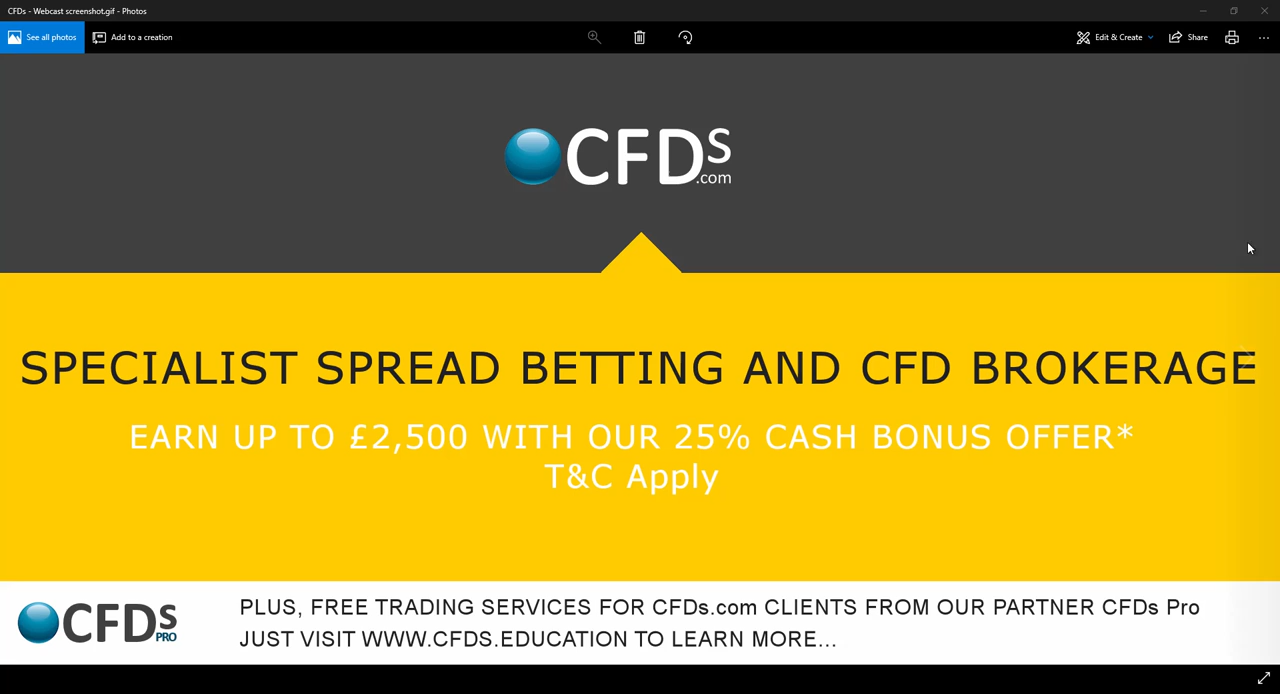 CFDs - Webcast screenshot.gif - Photos
See all photos
Add to a creation
Edit & Create
Share
CFDs
.com
SPECIALIST SPREAD BETTING AND CFD BROKERAGE
EARN UP TO £2,500 WITH OUR 25% CASH BONUS OFFER*
T&C Apply
CFDs
PRO
PLUS, FREE TRADING SERVICES FOR CFDs.com CLIENTS FROM OUR PARTNER CFDs Pro
JUST VISIT WWW.CFDS.EDUCATION TO LEARN MORE...